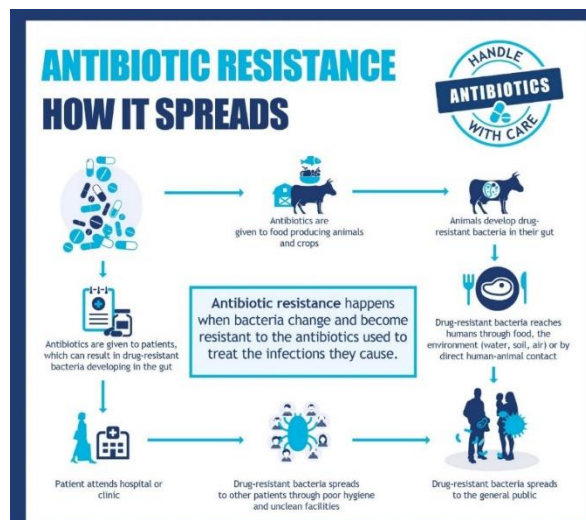 ANTIBIOTIC RESISTANCE
HOW IT SPREADS
HANDLE
ANTIBIOTICS
WITH CARE
Antibiotics are
given to food producing animals
and crops
Animals develop drug-
resistant bacteria in their gut
Antibiotics are given to patients,
which can result in drug-resistant
bacteria developing in the gut
Antibiotic resistance happens
when bacteria change and become
resistant to the antibiotics used to
treat the infections they cause.
Drug-resistant bacteria reaches
humans through food, the
environment (water, soil, air) or by
direct human-animal contact
Patient attends hospital or
clinic
Drug-resistant bacteria spreads
to other patients through poor hygiene
and unclean facilities
Drug-resistant bacteria spreads
to the general public